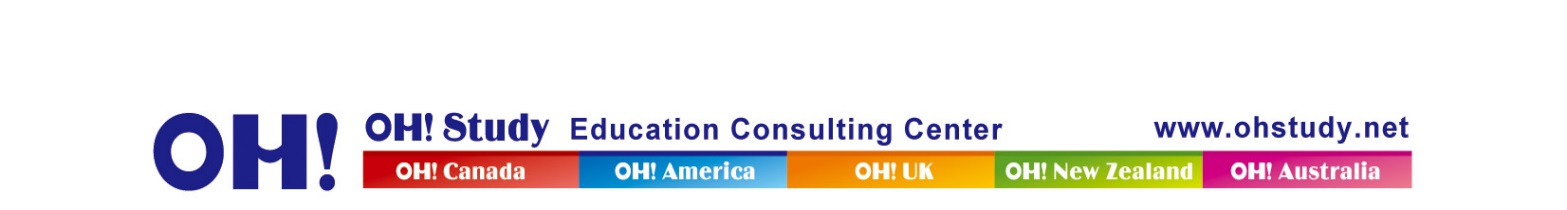 OH!
OH! Study Education Consulting Center www.ohstudy.net
OH! Canada OH! America OH! UK OH! New Zealand OH! Australia